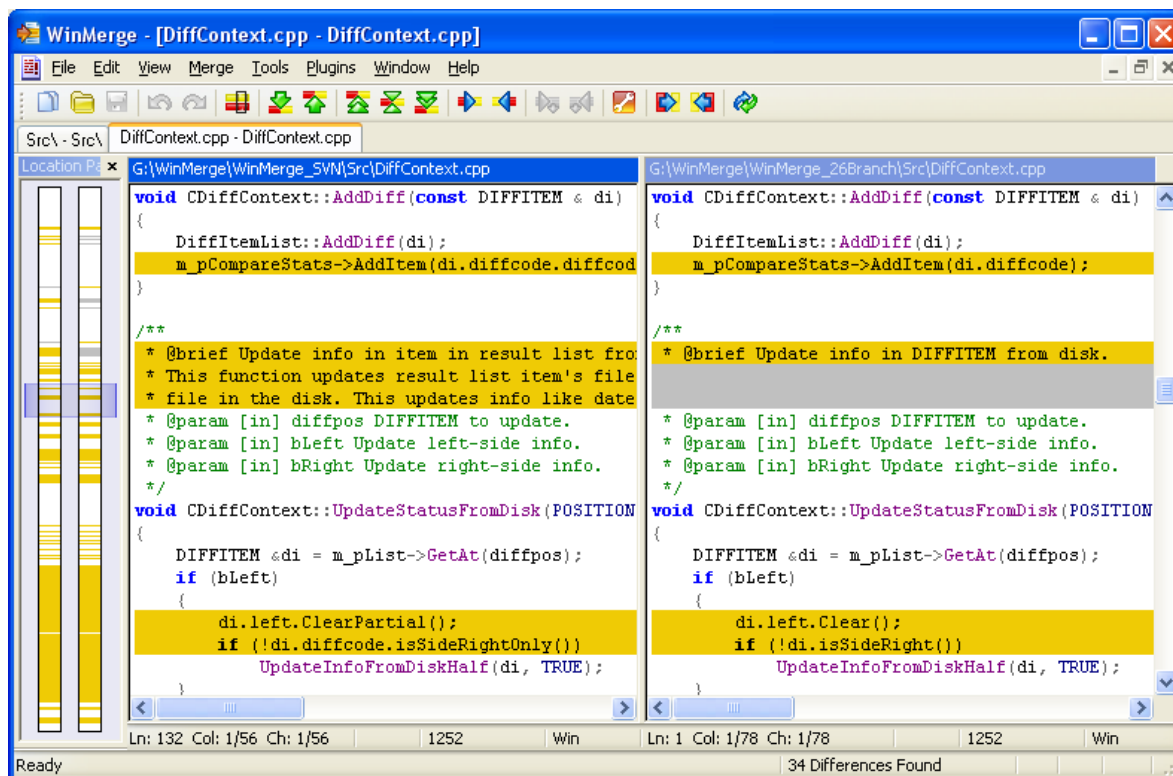 WinMerge - [DiffContext.cpp - DiffContext.cpp]
File Edit View Merge Tools Plugins Window Help
Src\ - Src\ DiffContext.cpp - DiffContext.cpp
Location Pa
G:\WinMerge\WinMerge_SVN\Src\DiffContext.cpp
void CDiffContext::AddDiff(const DIFFITEM & di)
{
DiffItemList::AddDiff(di);
m_pCompareStats->AddItem(di.diffcode.diffcod
}
/**
* @brief Update info in item in result list fro
* This function updates result list item's file
* file in the disk. This updates info like date
* @param [in] diffpos DIFFITEM to update.
* @param [in] bLeft Update left-side info.
* @param [in] bRight Update right-side info.
*/
void CDiffContext::UpdateStatusFromDisk(POSITION
{
DIFFITEM &di = m_pList->GetAt(diffpos);
if (bLeft)
{
di.left.ClearPartial();
if (!di.diffcode.isSideRightOnly())
UpdateInfoFromDiskHalf(di, TRUE);
}
G:\WinMerge\WinMerge_26Branch\Src\DiffContext.cpp
void CDiffContext::AddDiff(const DIFFITEM & di)
{
DiffItemList::AddDiff(di);
m_pCompareStats->AddItem(di.diffcode);
}
/**
* @brief Update info in DIFFITEM from disk.
* @param [in] diffpos DIFFITEM to update.
* @param [in] bLeft Update left-side info.
* @param [in] bRight Update right-side info.
*/
void CDiffContext::UpdateStatusFromDisk(POSITION
{
DIFFITEM &di = m_pList->GetAt(diffpos);
if (bLeft)
{
di.left.Clear();
if (!di.isSideRight())
UpdateInfoFromDiskHalf(di, TRUE);
}
Ln: 132 Col: 1/56 Ch: 1/56 1252 Win
Ln: 1 Col: 1/78 Ch: 1/78 1252 Win
Ready 34 Differences Found